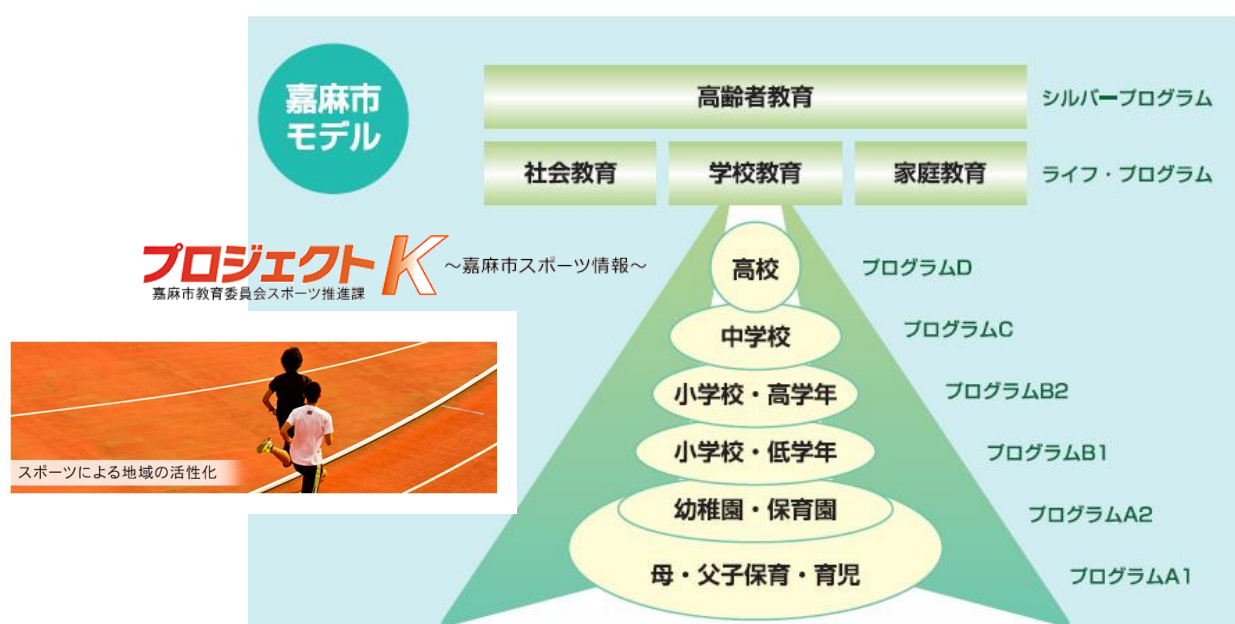 嘉麻市
モデル
高齢者教育
シルバープログラム
社会教育
学校教育
家庭教育
ライフ・プログラム
プロジェクトK
～嘉麻市スポーツ情報～
嘉麻市教育委員会スポーツ推進課
高校
プログラムD
中学校
プログラムC
小学校・高学年
プログラムB2
小学校・低学年
プログラムB1
スポーツによる地域の活性化
幼稚園・保育園
プログラムA2
母・父子保育・育児
プログラムA1